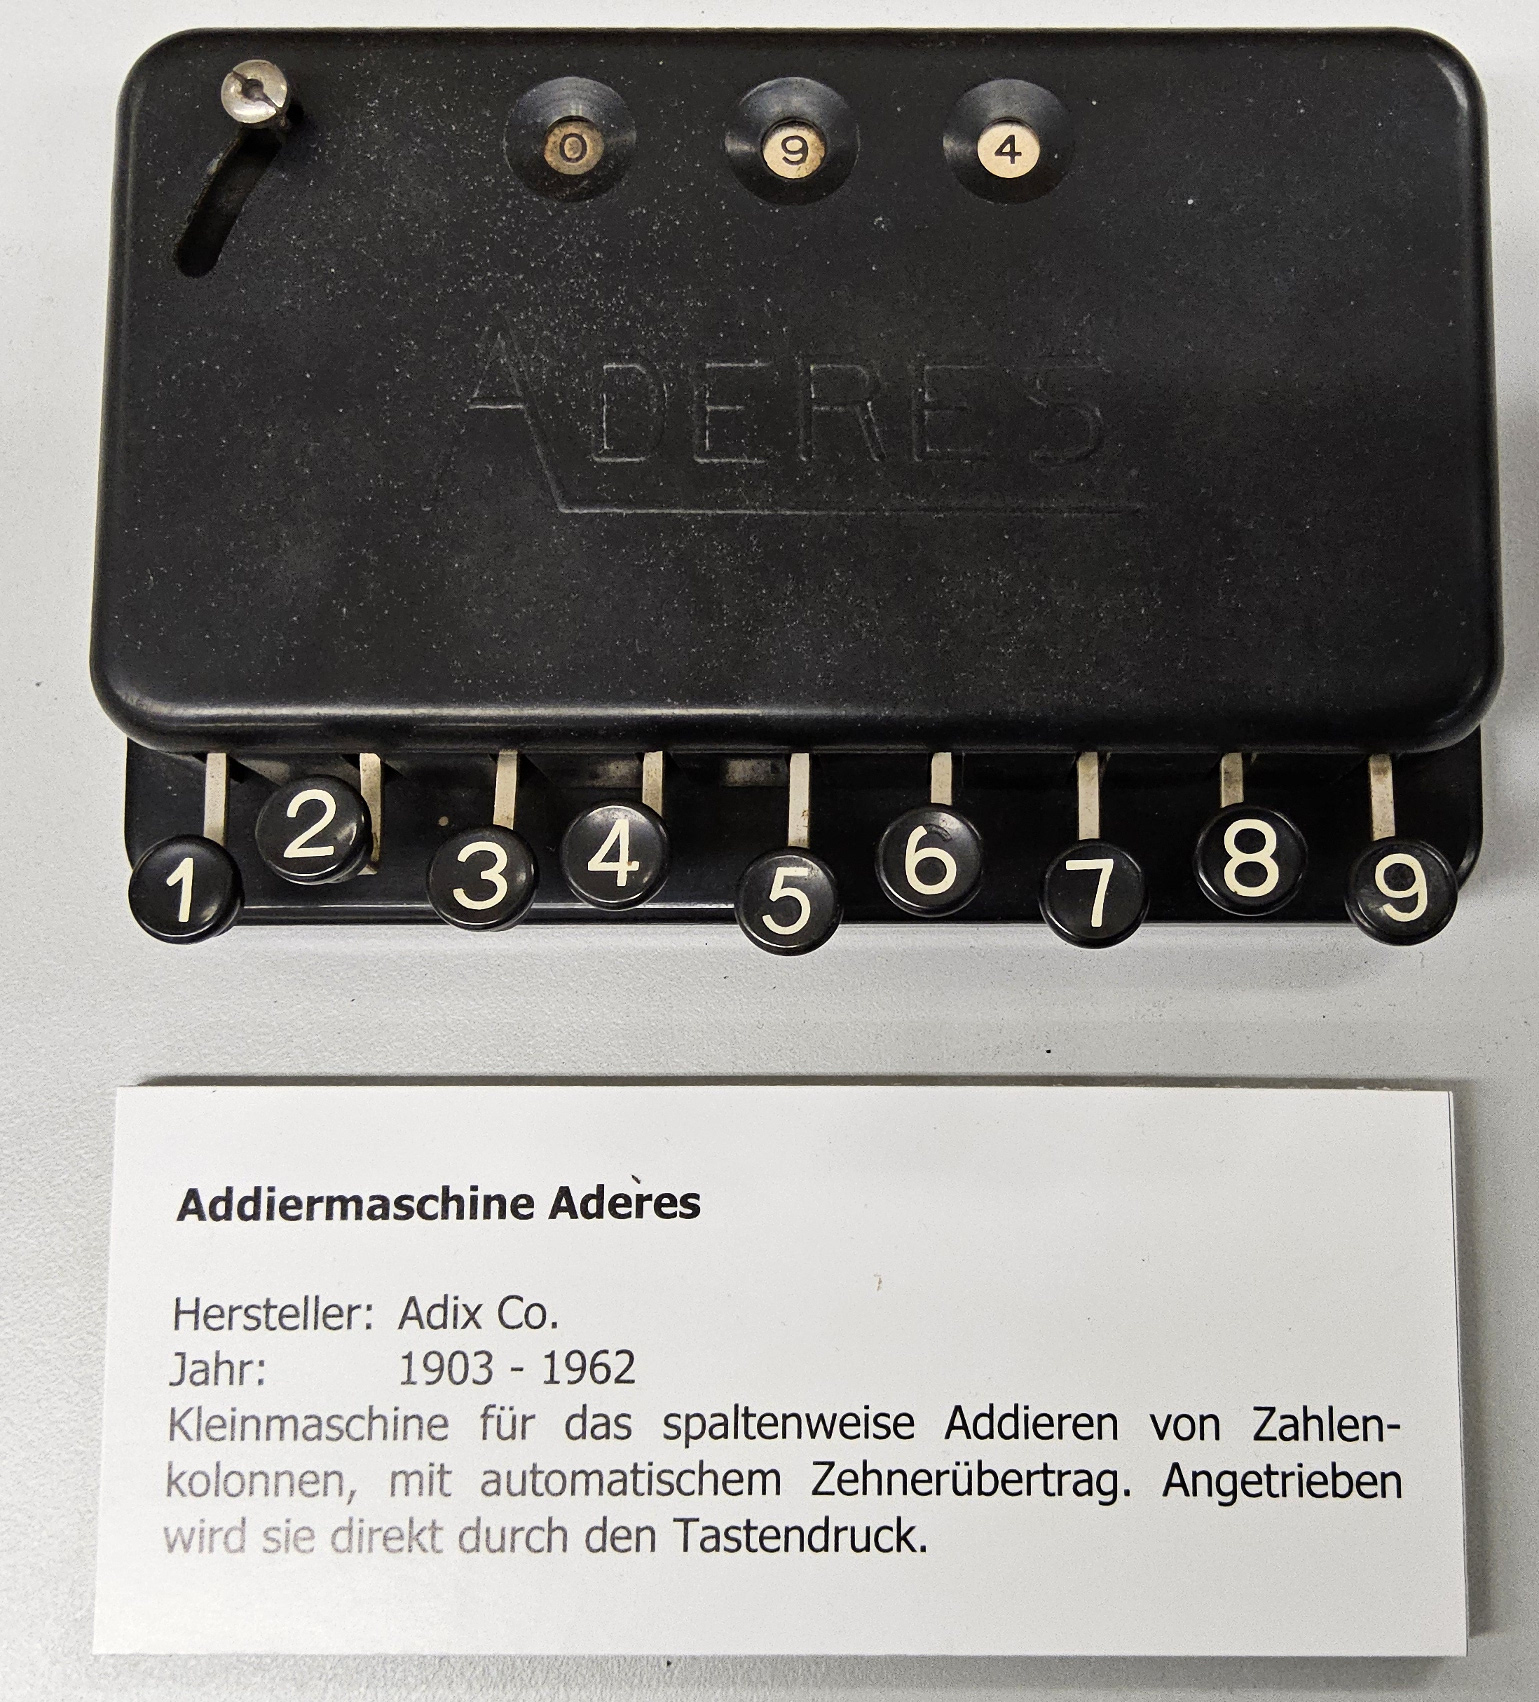 0 9 4
ADERES
1 2 3 4 5 6 7 8 9
Addiermaschine Aderes
Hersteller: Adix Co.
Jahr: 1903 - 1962
Kleinmaschine für das spaltenweise Addieren von Zahlen-
kolonnen, mit automatischem Zehnerübertrag. Angetrieben
wird sie direkt durch den Tastendruck.